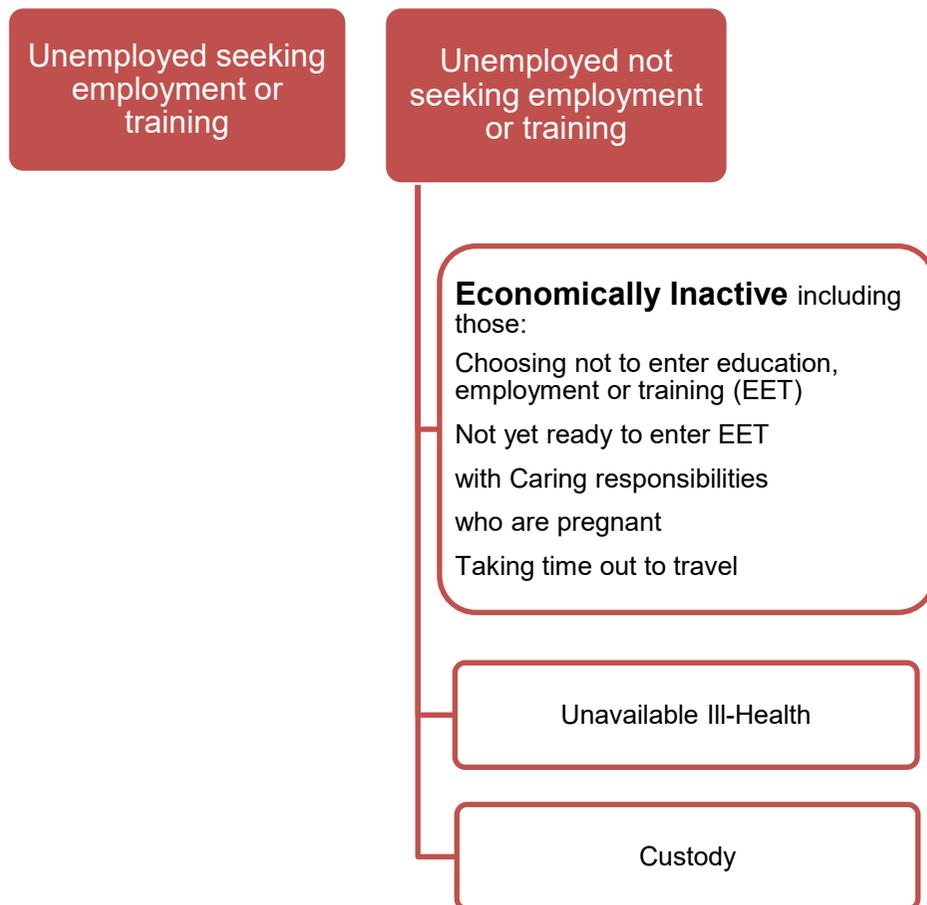 Unemployed seeking
employment or
training
Unemployed not
seeking employment
or training
Economically Inactive including
those:
Choosing not to enter education,
employment or training (EET)
Not yet ready to enter EET
with Caring responsibilities
who are pregnant
Taking time out to travel
Unavailable Ill-Health
Custody